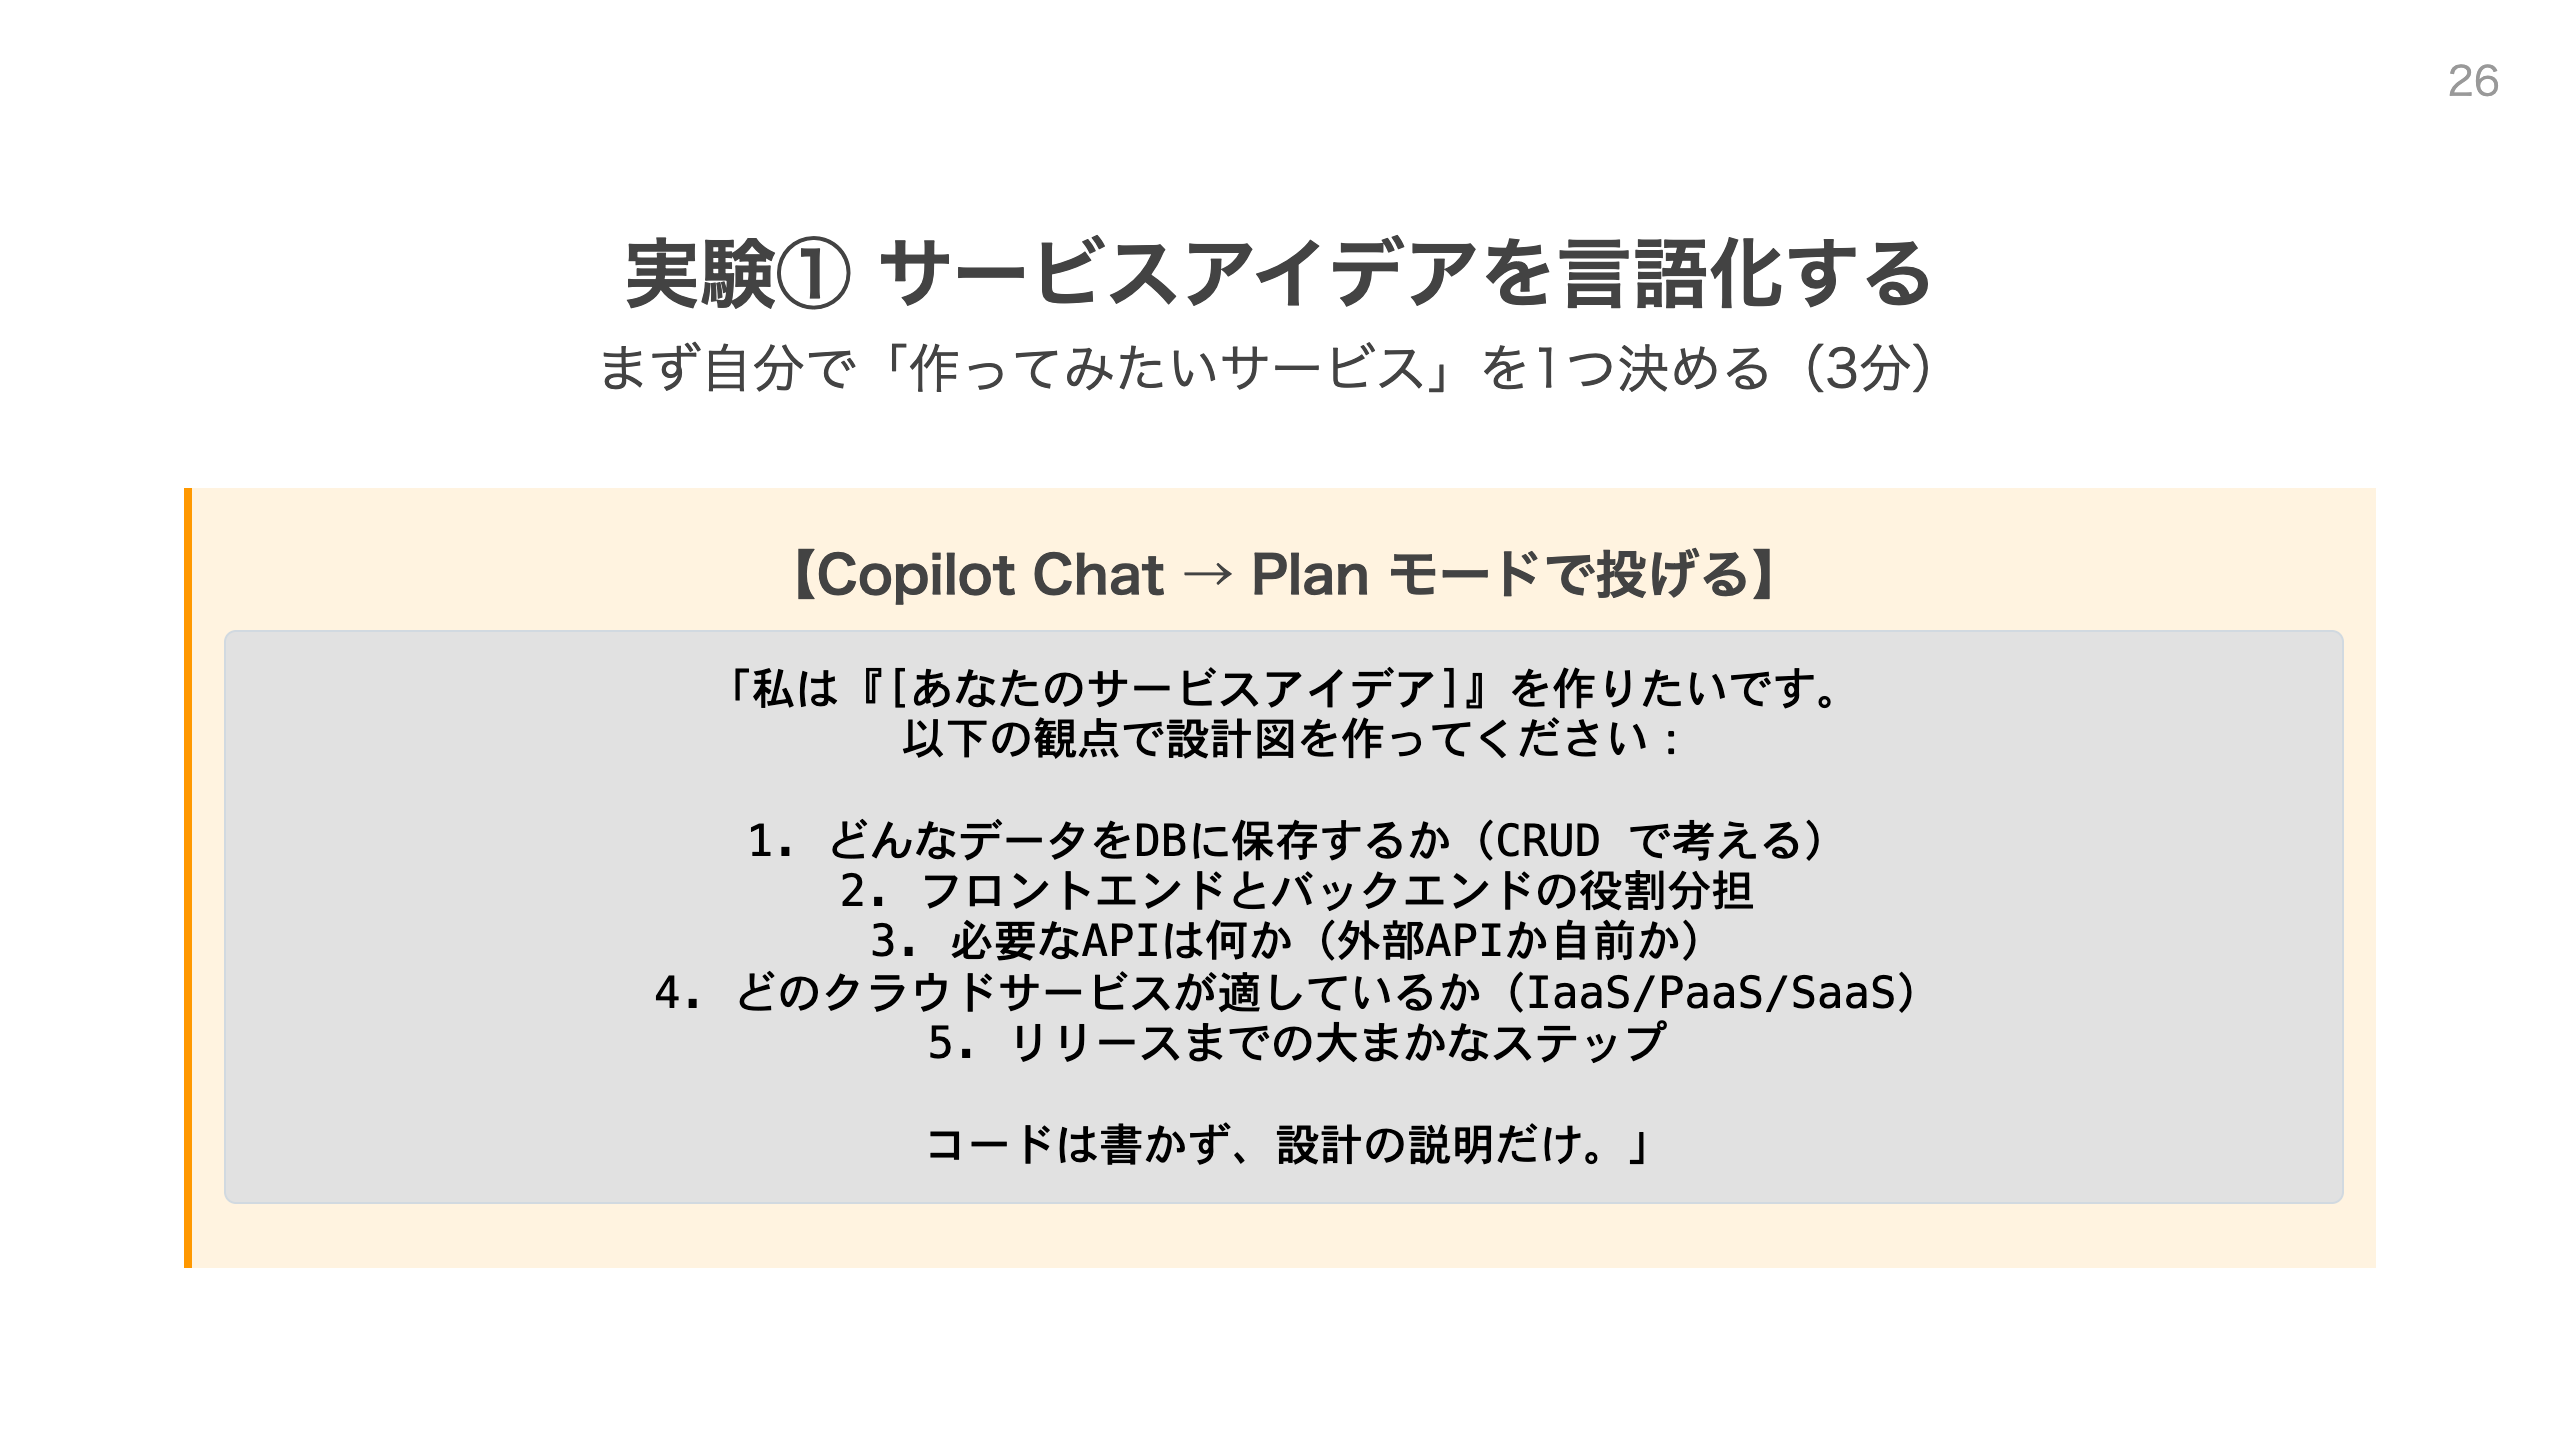 26
実験① サービスアイデアを言語化する
まず自分で「作ってみたいサービス」を1つ決める（3分）
【Copilot Chat → Plan モードで投げる】
「私は『[あなたのサービスアイデア]』を作りたいです。
以下の観点で設計図を作ってください：
1. どんなデータをDBに保存するか（CRUD で考える）
2. フロントエンドとバックエンドの役割分担
3. 必要なAPIは何か（外部APIか自前か）
4. どのクラウドサービスが適しているか（IaaS/PaaS/SaaS）
5. リリースまでの大まかなステップ
コードは書かず、設計の説明だけ。」